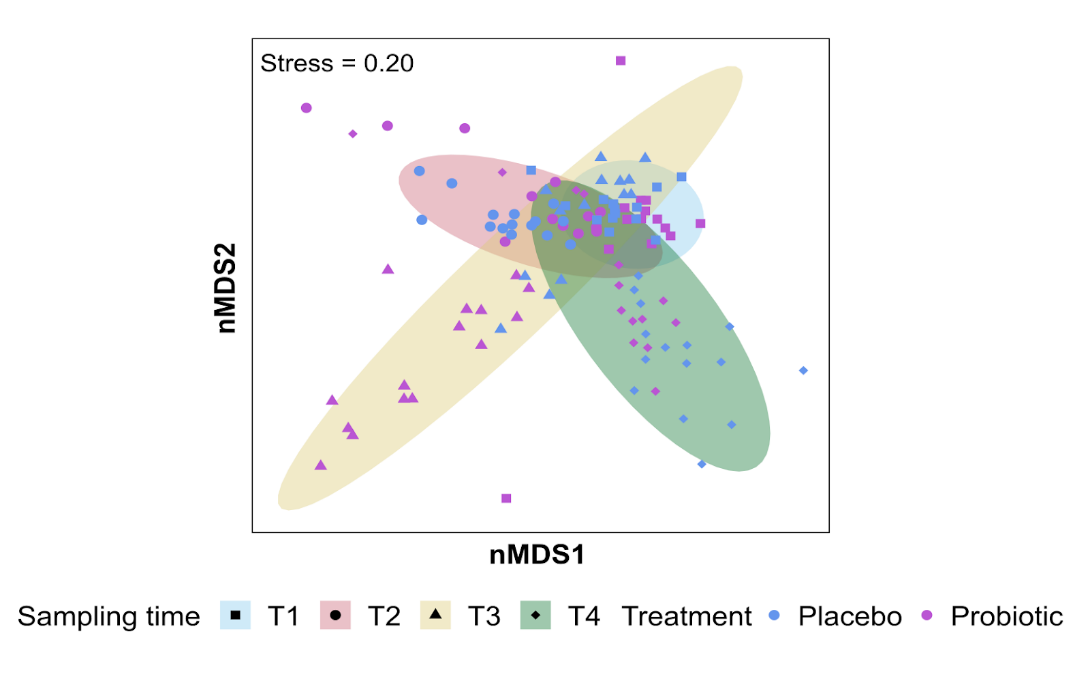 Stress = 0.20
nMDS2
nMDS1
Sampling time T1 T2 T3 T4 Treatment Placebo Probiotic